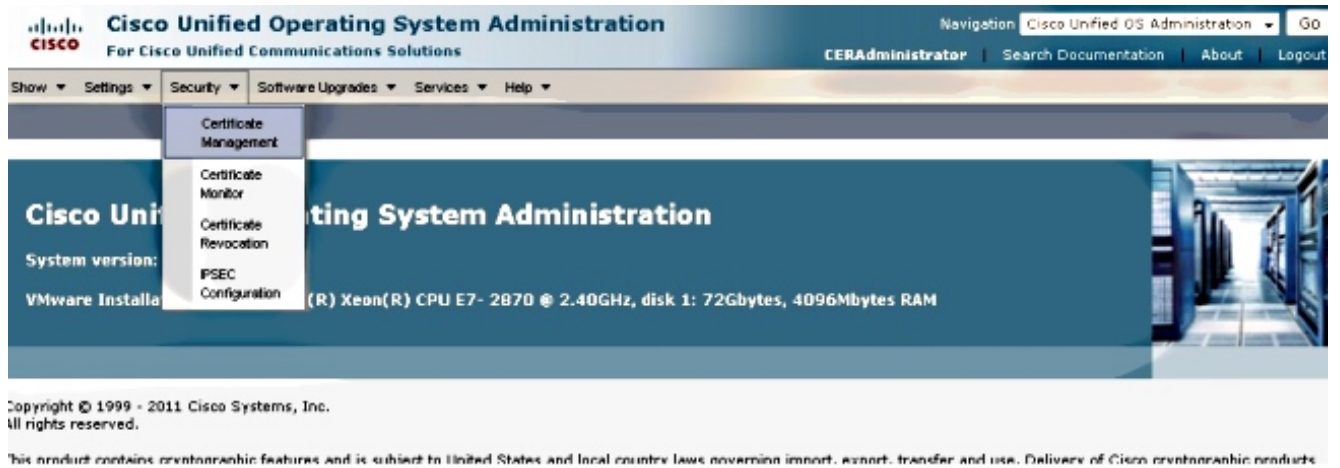 cisco
Cisco Unified Operating System Administration
For Cisco Unified Communications Solutions
Navigation Cisco Unified OS Administration Go
CERAdministrator | Search Documentation | About | Logout
Show Settings Security Software Upgrades Services Help
Certificate
Management
Certificate
Monitor
Certificate
Revocation
IPSEC
Configuration
Cisco Uni ting System Administration
System version:
VMware Installa (R) Xeon(R) CPU E7- 2870 @ 2.40GHz, disk 1: 72Gbytes, 4096Mbytes RAM
Copyright © 1999 - 2011 Cisco Systems, Inc.
All rights reserved.
This product contains cryptographic features and is subject to United States and local country laws governing import, export, transfer and use. Delivery of Cisco cryptographic products